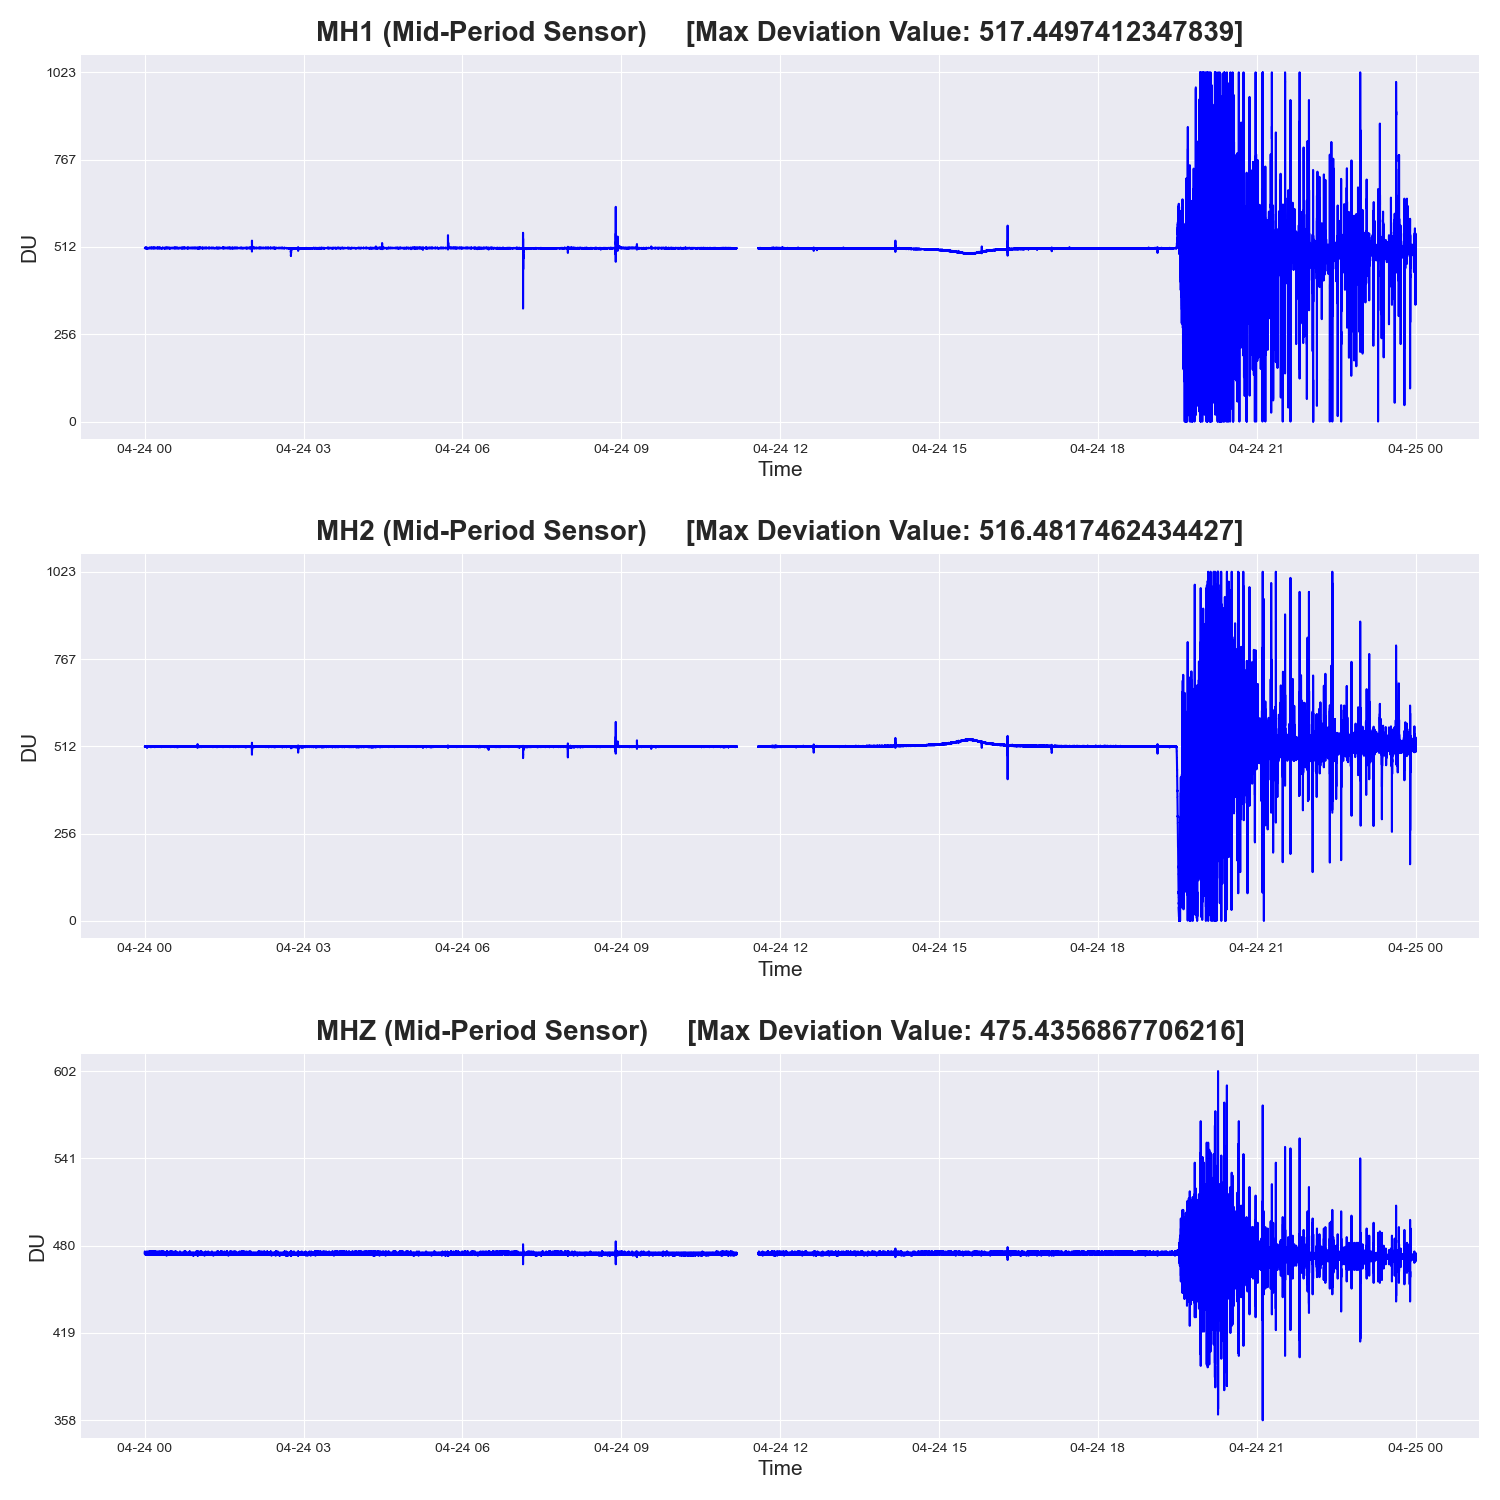 MH1 (Mid-Period Sensor) [Max Deviation Value: 517.4497412347839]
1023
767
512
256
0
DU
04-24 00 04-24 03 04-24 06 04-24 09 04-24 12 04-24 15 04-24 18 04-24 21 04-25 00
Time
MH2 (Mid-Period Sensor) [Max Deviation Value: 516.4817462434427]
1023
767
512
256
0
DU
04-24 00 04-24 03 04-24 06 04-24 09 04-24 12 04-24 15 04-24 18 04-24 21 04-25 00
Time
MHZ (Mid-Period Sensor) [Max Deviation Value: 475.4356867706216]
602
541
480
419
358
DU
04-24 00 04-24 03 04-24 06 04-24 09 04-24 12 04-24 15 04-24 18 04-24 21 04-25 00
Time